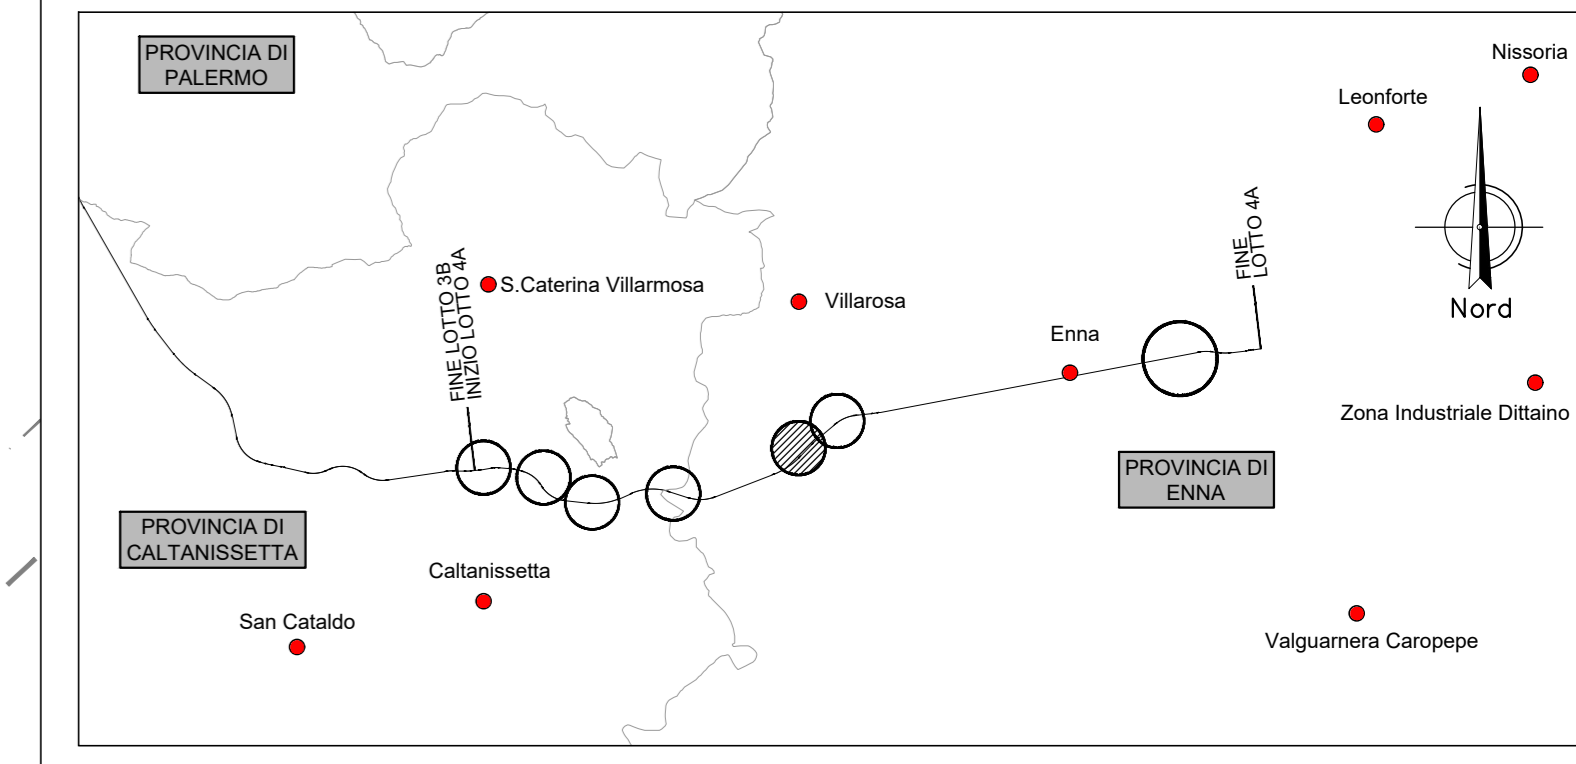 PROVINCIA DI
PALERMO
Nissoria
Leonforte
FINE
LOTTO 4A
FINE LOTTO 3B
INIZIO LOTTO 4A
S.Caterina Villarmosa
Villarosa
Nord
Enna
Zona Industriale Dittaino
PROVINCIA DI
ENNA
PROVINCIA DI
CALTANISSETTA
Caltanissetta
San Cataldo
Valguarnera Caropepe